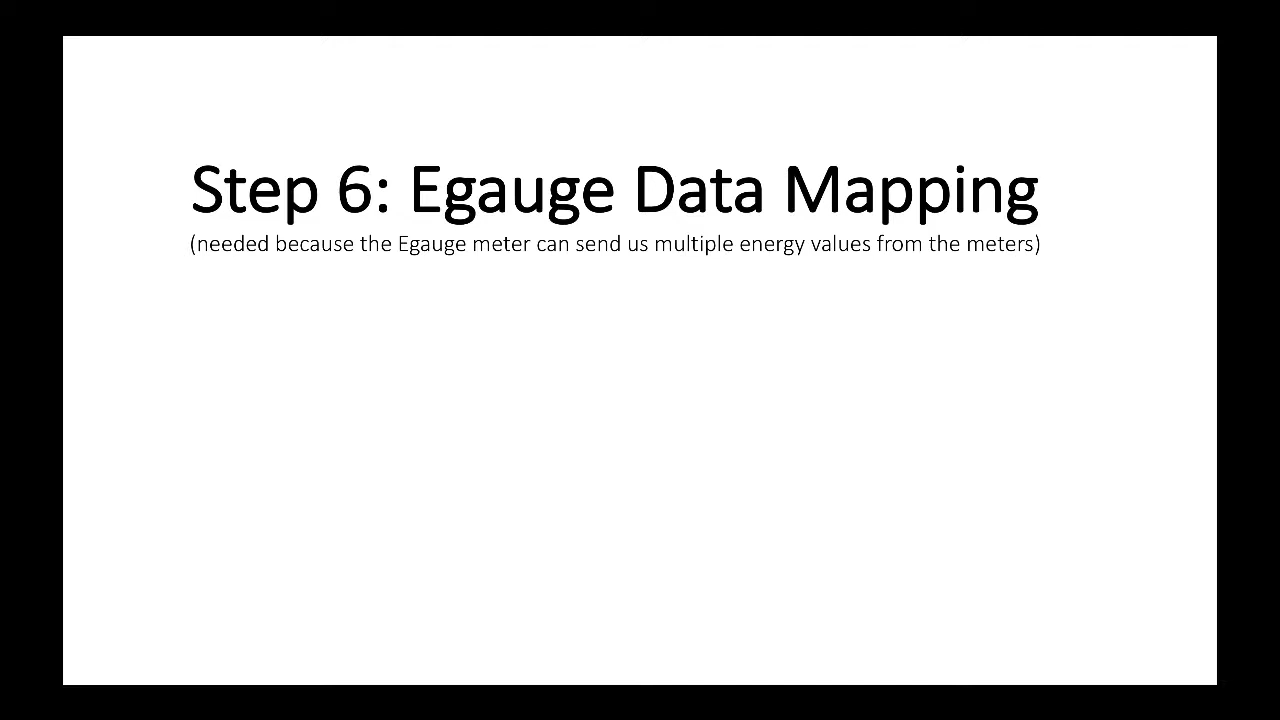 Step 6: Egauge Data Mapping
(needed because the Egauge meter can send us multiple energy values from the meters)